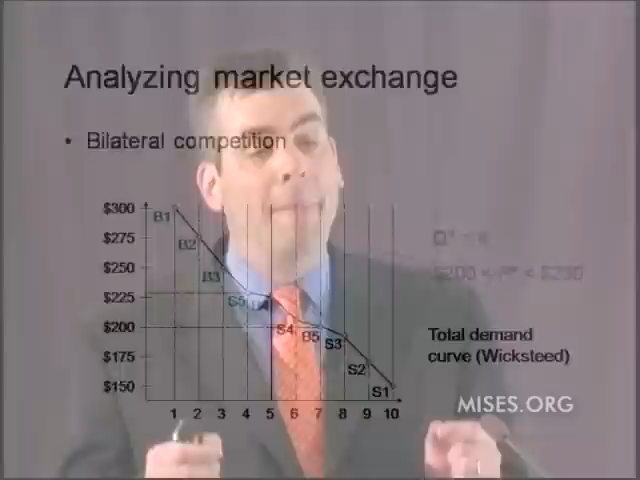 Analyzing market exchange
• Bilateral competition
$300
$275
$250
$225
$200
$175
$150
B1
B2
B3
S5
S4
B5
S3
S2
S1
1 2 3 4 5 6 7 8 9 10
Total demand
curve (Wicksteed)
MISES.ORG